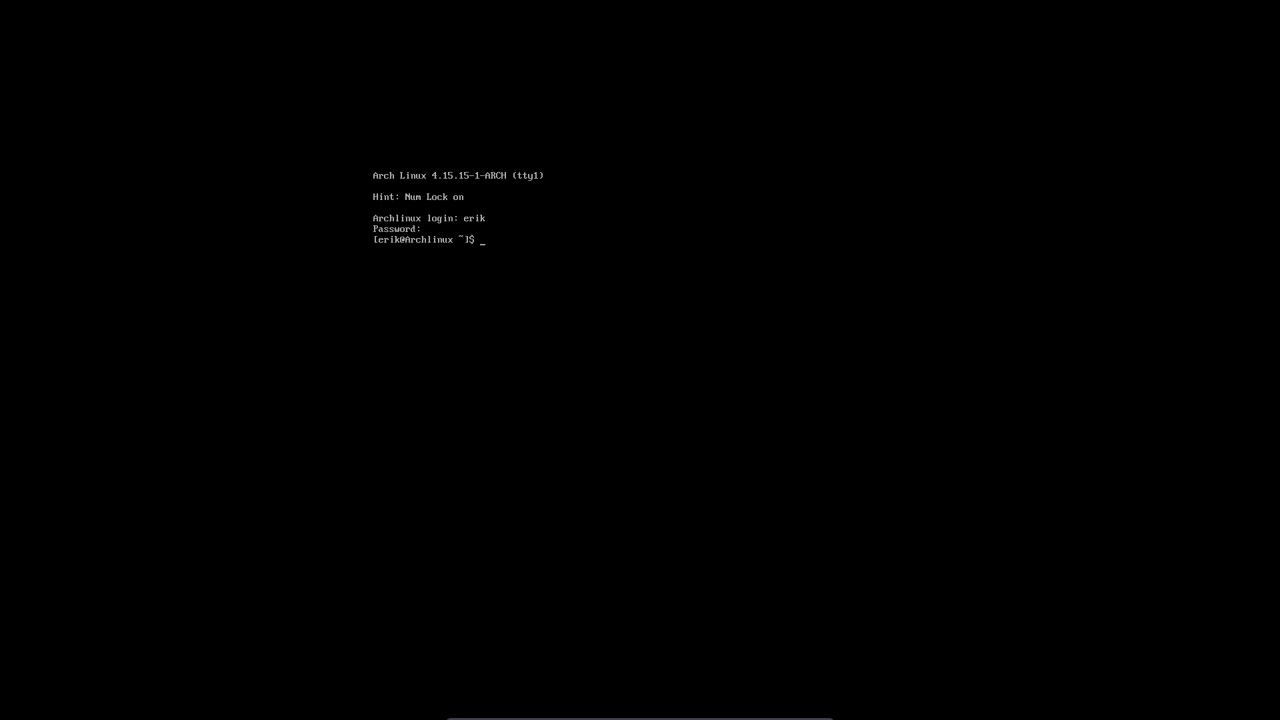 Arch Linux 4.15.15-1-ARCH (tty1)
Hint: Num Lock on
Archlinux login: erik
Password:
[erik@Archlinux ~]$ _